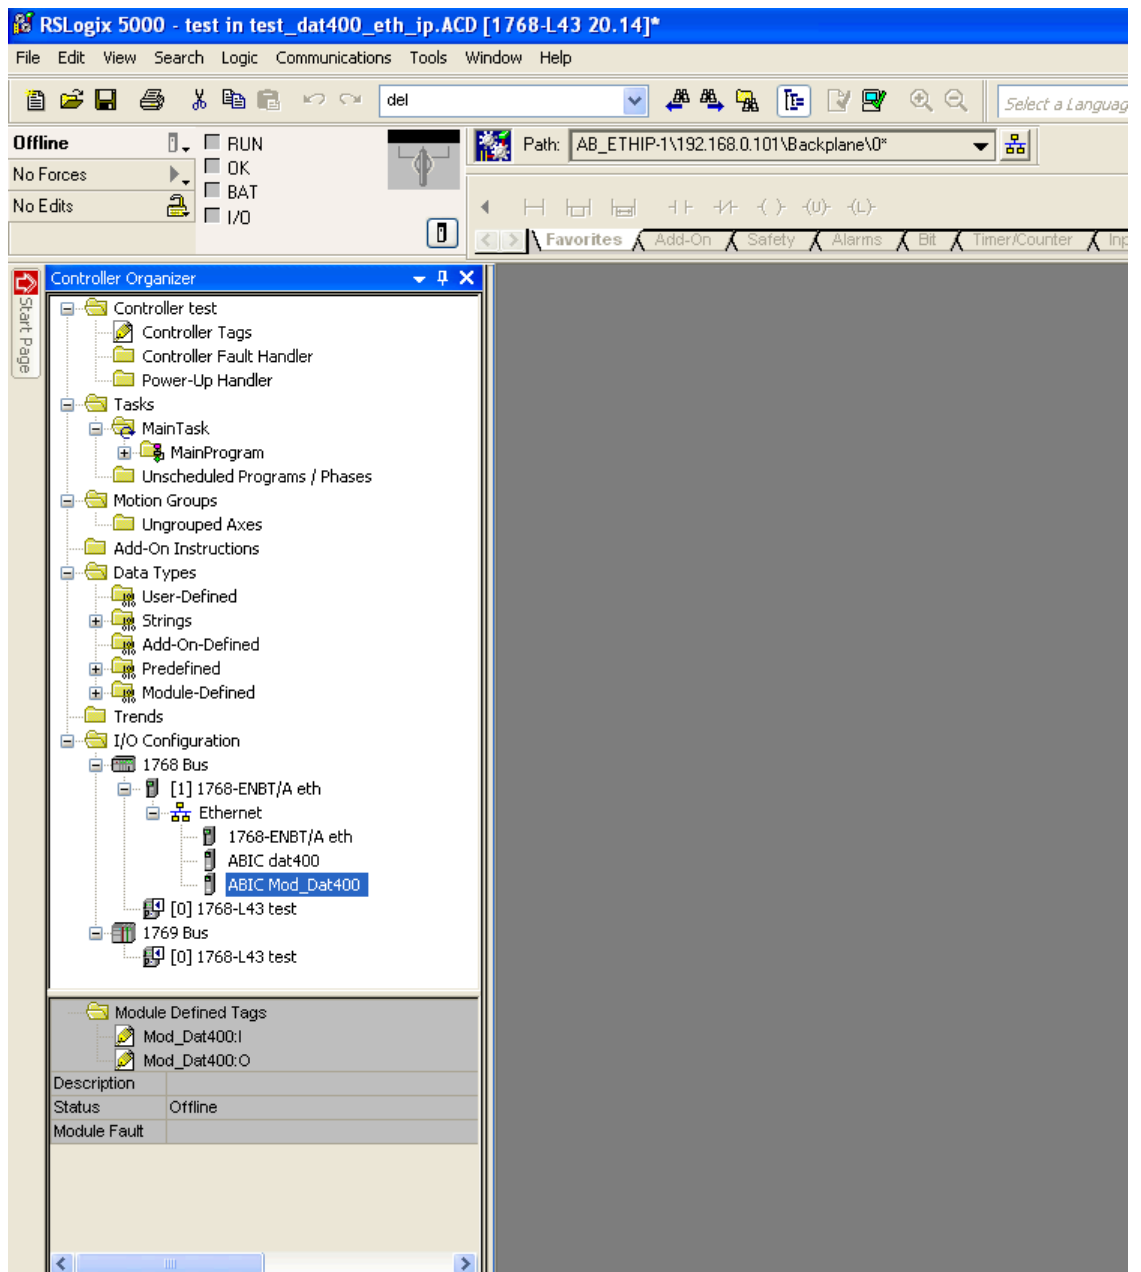 RSLogix 5000 - test in test_dat400_eth_ip.ACD [1768-L43 20.14]*
File Edit View Search Logic Communications Tools Window Help
del
Select a Languag
Offline
RUN
Path: AB_ETHIP-1\192.168.0.101\Backplane\0*
No Forces
OK
BAT
No Edits
I/O
Favorites Add-On Safety Alarms Bit Timer/Counter Inp
Start Page
Controller Organizer
Controller test
Controller Tags
Controller Fault Handler
Power-Up Handler
Tasks
MainTask
MainProgram
Unscheduled Programs / Phases
Motion Groups
Ungrouped Axes
Add-On Instructions
Data Types
User-Defined
Strings
Add-On-Defined
Predefined
Module-Defined
Trends
I/O Configuration
1768 Bus
[1] 1768-ENBT/A eth
Ethernet
1768-ENBT/A eth
ABIC dat400
ABIC Mod_Dat400
[0] 1768-L43 test
1769 Bus
[0] 1768-L43 test
Module Defined Tags
Mod_Dat400:I
Mod_Dat400:O
Description
Status Offline
Module Fault